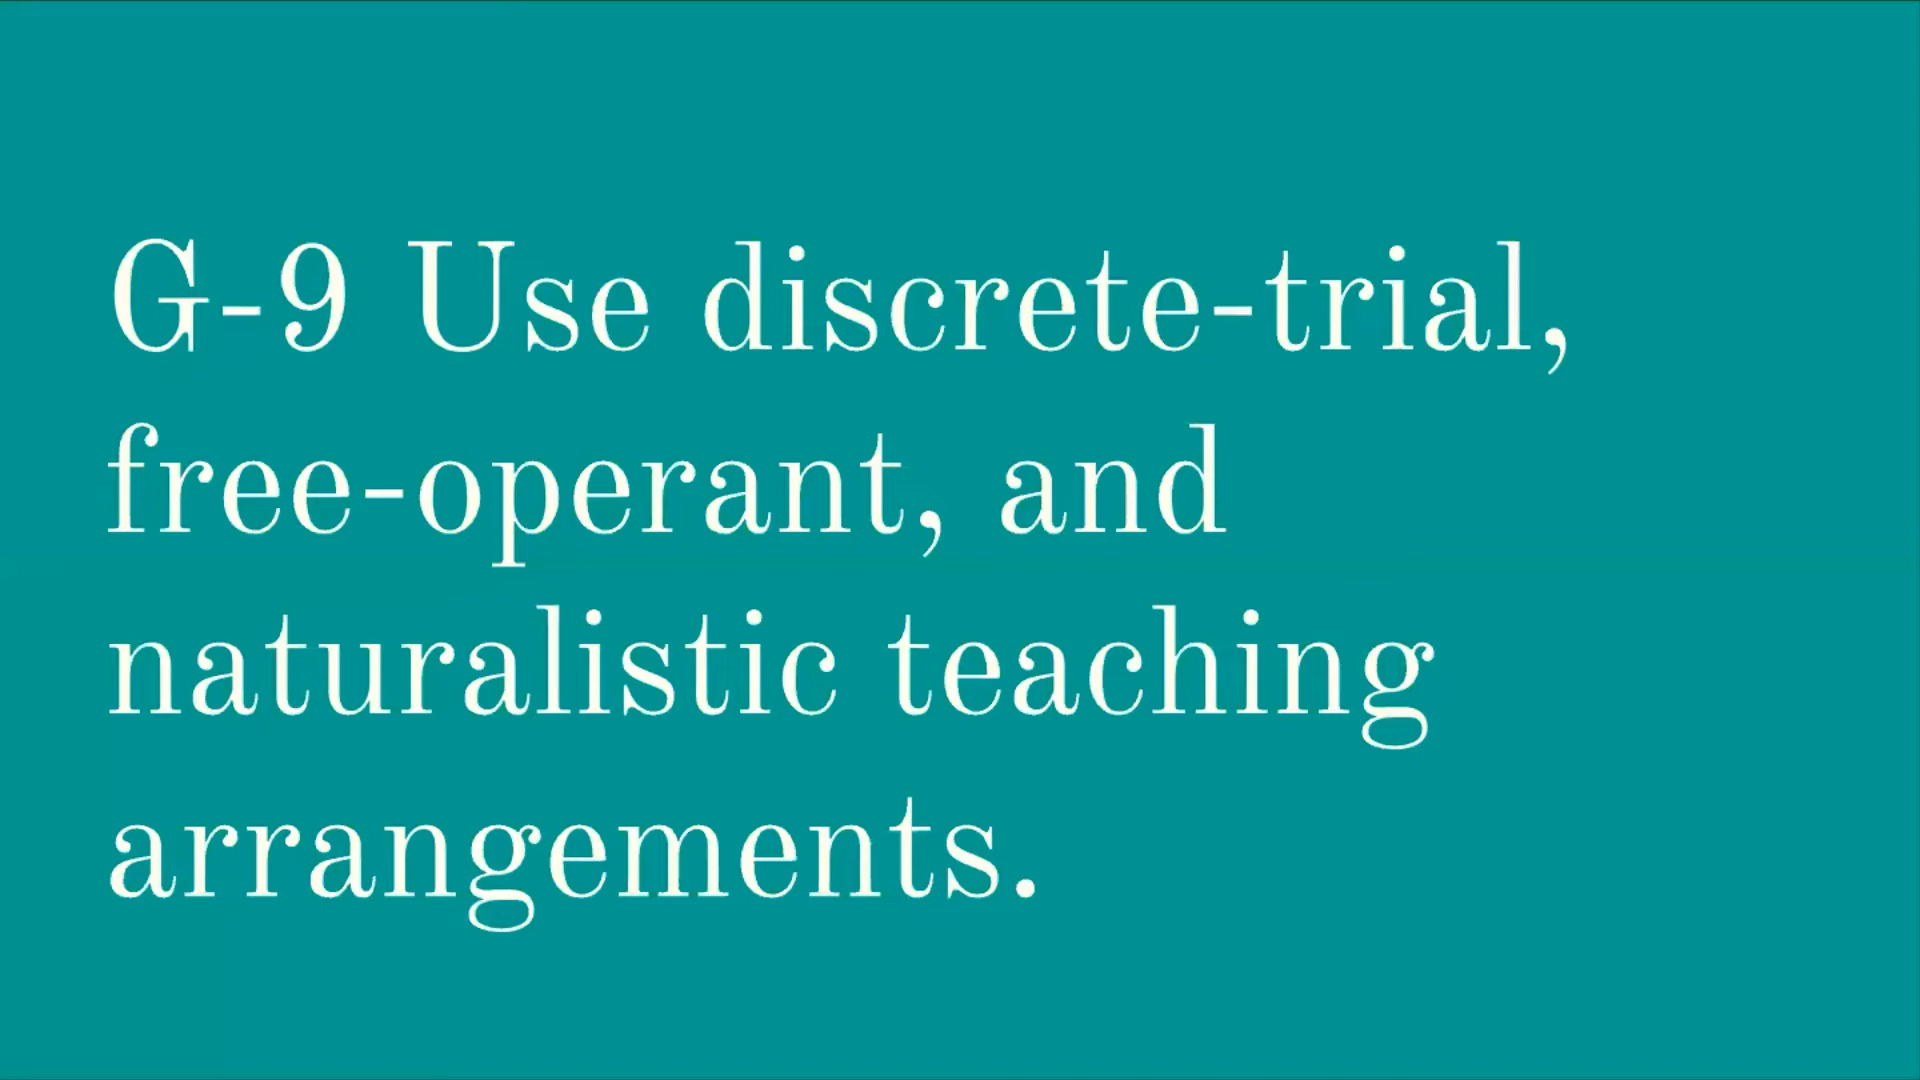 G-9 Use discrete-trial,
free-operant, and
naturalistic teaching
arrangements.